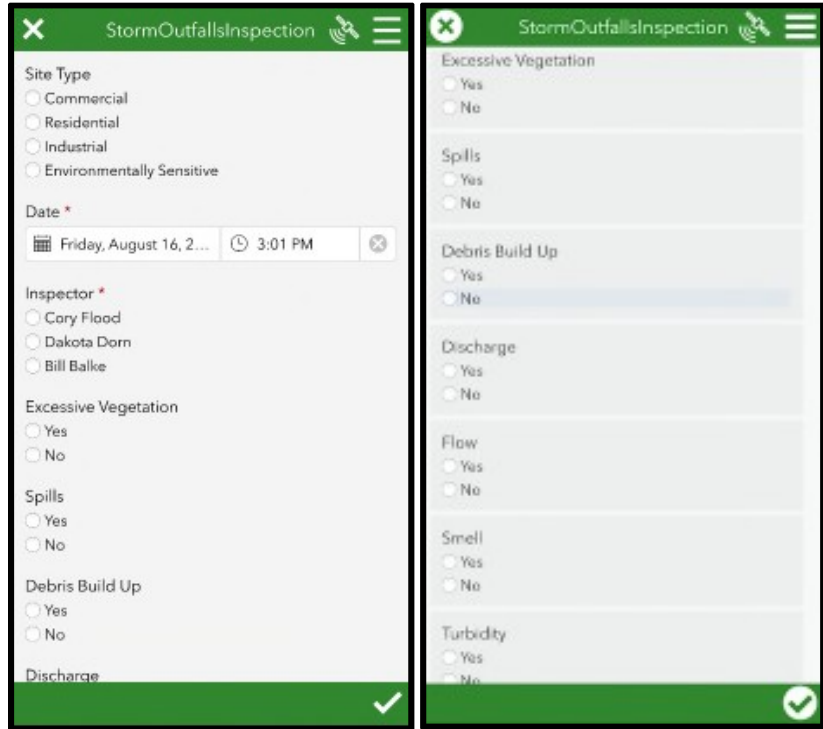 StormOutfallsInspection
Site Type
Commercial
Residential
Industrial
Environmentally Sensitive
Date *
Friday, August 16, 2... 3:01 PM
Inspector *
Cory Flood
Dakota Dorn
Bill Balke
Excessive Vegetation
Yes
No
Spills
Yes
No
Debris Build Up
Yes
No
Discharge
StormOutfallsInspection
Excessive Vegetation
Yes
No
Spills
Yes
No
Debris Build Up
Yes
No
Discharge
Yes
No
Flow
Yes
No
Smell
Yes
No
Turbidity
Yes
No